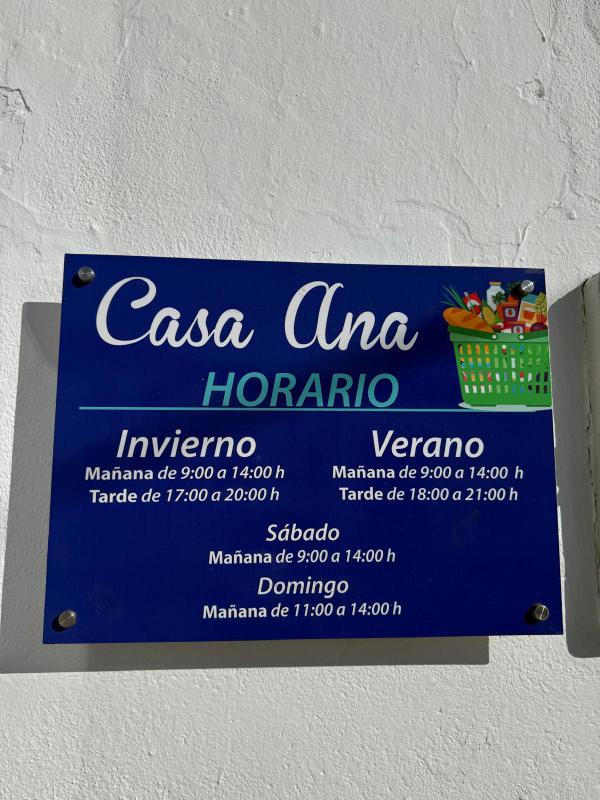 Casa Ana
HORARIO
Invierno
Mañana de 9:00 a 14:00 h
Tarde de 17:00 a 20:00 h
Verano
Mañana de 9:00 a 14:00 h
Tarde de 18:00 a 21:00 h
Sábado
Mañana de 9:00 a 14:00 h
Domingo
Mañana de 11:00 a 14:00 h